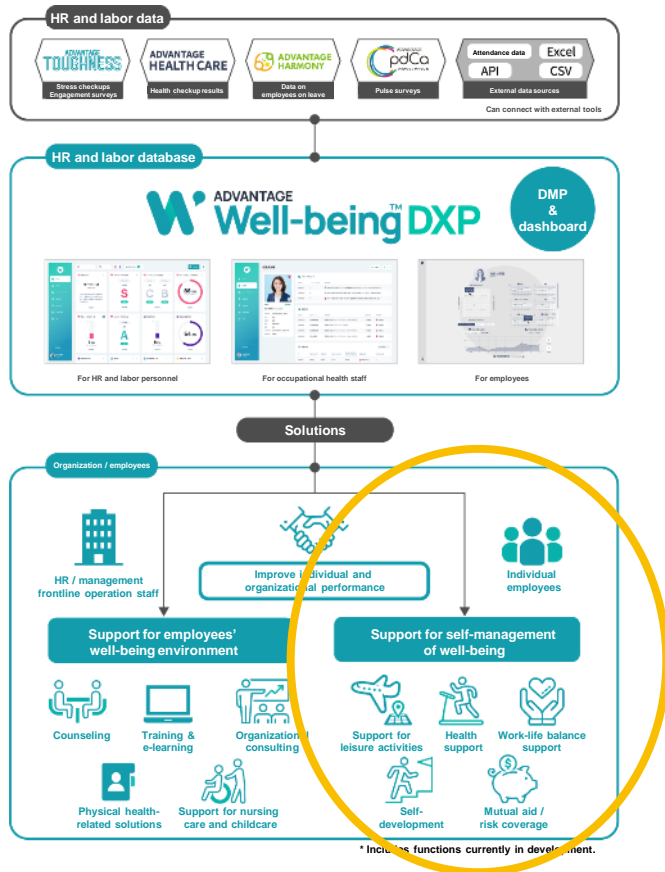 HR and labor data
ADVANTAGE
TOUGHNESS
Stress checkups
Engagement surveys
ADVANTAGE
HEALTH CARE
Health checkup results
ADVANTAGE
HARMONY
Data on
employees on leave
ADVANTAGE
pdCa
Pulse surveys
Attendance data
Excel
API
CSV
External data sources
Can connect with external tools
HR and labor database
ADVANTAGE
Well-being™ DXP
DMP
&
dashboard
For HR and labor personnel
For occupational health staff
For employees
Solutions
Organization / employees
HR / management
frontline operation staff
Improve individual and
organizational performance
Individual
employees
Support for employees'
well-being environment
Support for self-management
of well-being
Counseling
Training &
e-learning
Organizational
consulting
Support for
leisure activities
Health
support
Work-life balance
support
Physical health-
related solutions
Support for nursing
care and childcare
Self-
development
Mutual aid /
risk coverage
* Includes functions currently in development.